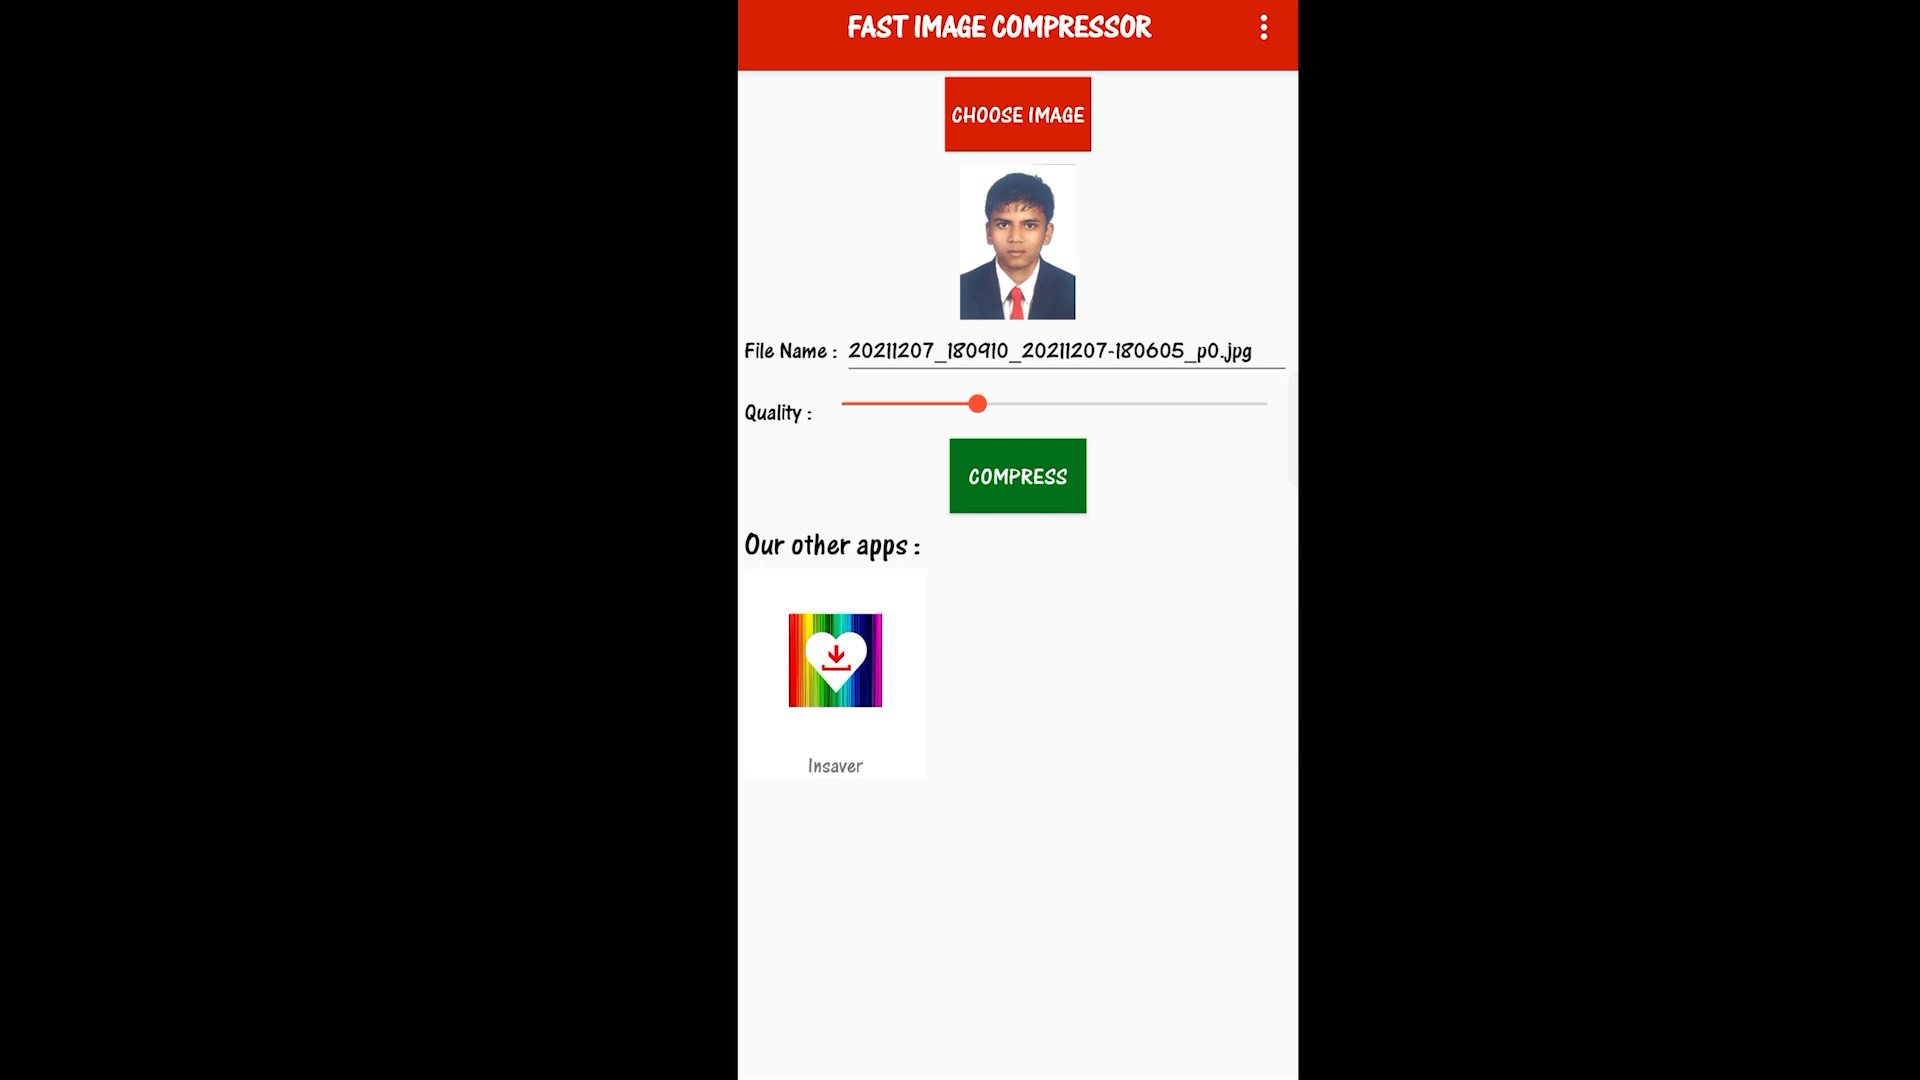 FAST IMAGE COMPRESSOR
CHOOSE IMAGE
File Name : 20211207_180910_20211207-180605_p0.jpg
Quality :
COMPRESS
Our other apps :
Insaver